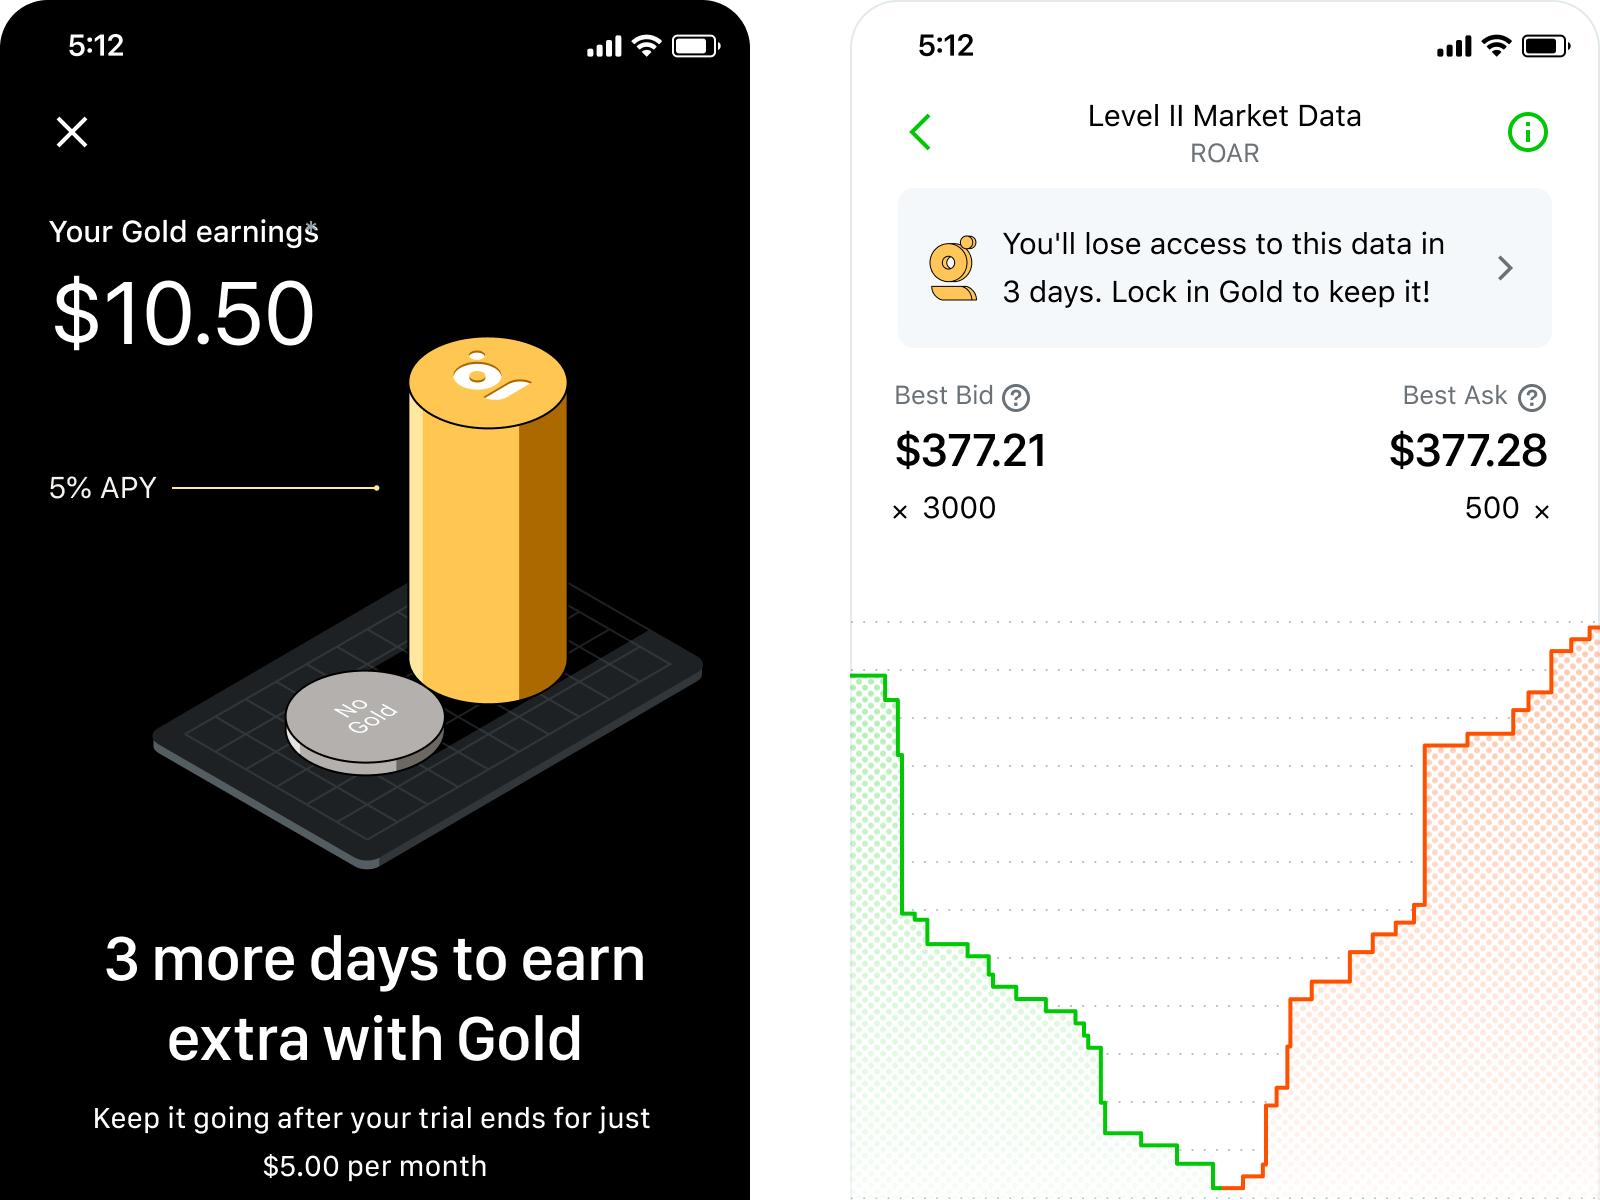 5:12
Your Gold earnings*
$10.50
5% APY
No
Gold
3 more days to earn
extra with Gold
Keep it going after your trial ends for just
$5.00 per month
5:12
Level II Market Data
ROAR
You'll lose access to this data in
3 days. Lock in Gold to keep it!
Best Bid ?
Best Ask ?
$377.21
$377.28
× 3000
500 ×